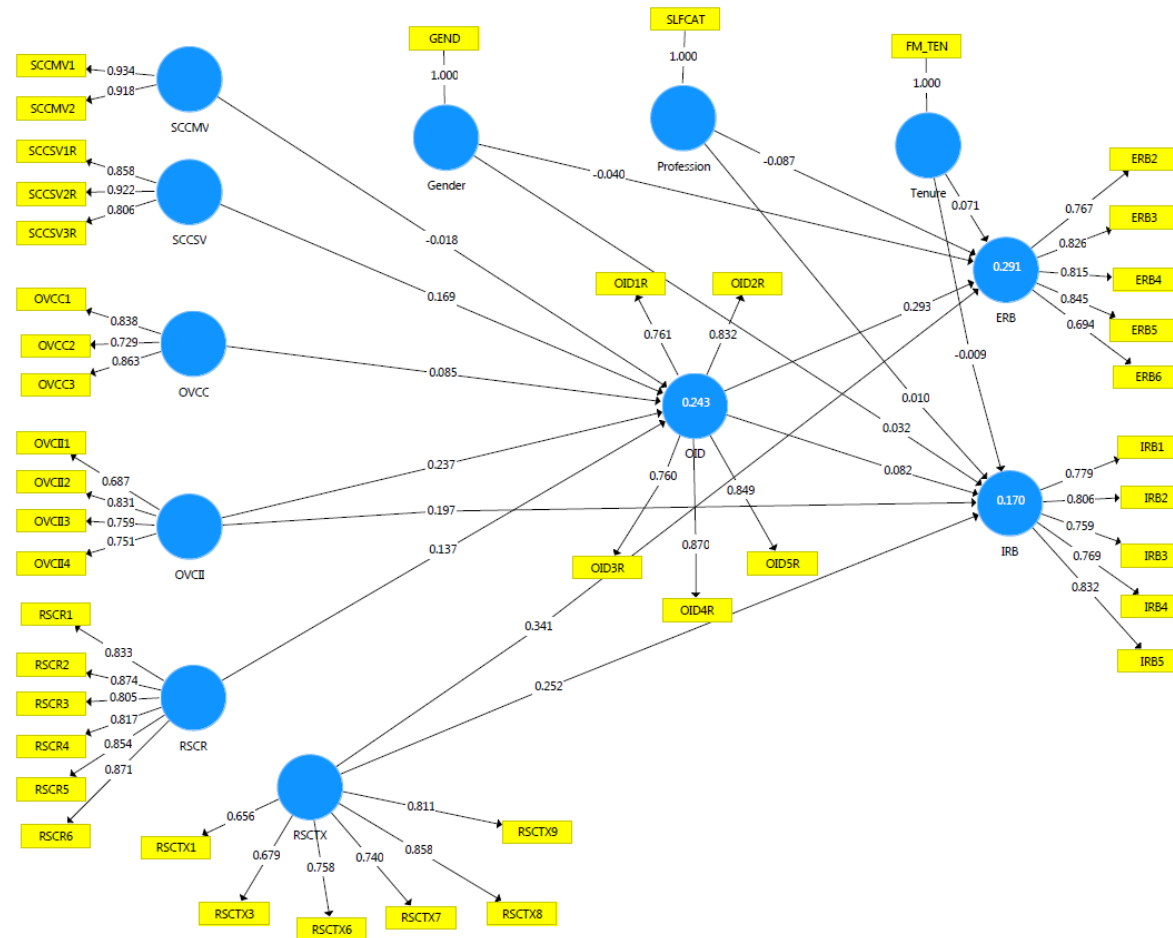 SLFCAT
GEND
FM_TEN
SCCMV1
0.934
1.000
1.000
1.000
SCCMV2
0.918
SCCMV
SCCSV1R
0.858
SCCSV2R
0.922
SCCSV3R
0.806
SCCSV
Gender
Profession
Tenure
-0.087
-0.040
0.071
ERB2
0.767
ERB3
0.826
0.291
0.815
ERB4
0.845
ERB5
0.694
ERB6
ERB
-0.018
0.169
OID1R
OID2R
0.293
0.761
0.832
OVCC1
0.838
OVCC2
0.729
OVCC3
0.863
OVCC
0.085
-0.009
0.010
0.243
OID
0.032
OVCII1
0.687
OVCII2
0.831
OVCII3
0.759
OVCII4
0.751
OVCII
0.237
0.082
0.760
0.849
0.197
0.870
OID3R
OID5R
OID4R
0.170
IRB
IRB1
0.779
IRB2
0.806
IRB3
0.759
0.769
IRB4
0.832
IRB5
0.137
0.341
0.252
RSCR1
0.833
RSCR2
0.874
RSCR3
0.805
RSCR4
0.817
0.854
RSCR5
0.871
RSCR6
RSCR
RSCTX
0.656
0.811
RSCTX1
RSCTX9
0.679
0.758
0.740
0.858
RSCTX3
RSCTX6
RSCTX7
RSCTX8